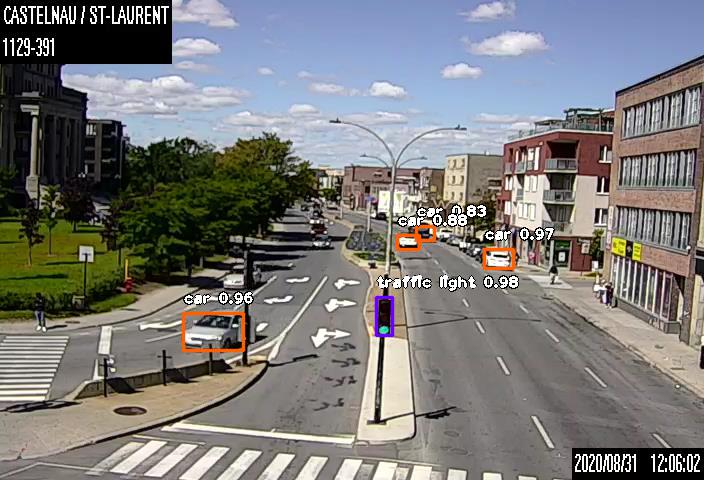 CASTELNAU / ST-LAURENT
1129-391
car 0.83
car 0.88
car 0.97
traffic light 0.98
car 0.96
2020/08/31 12:06:02